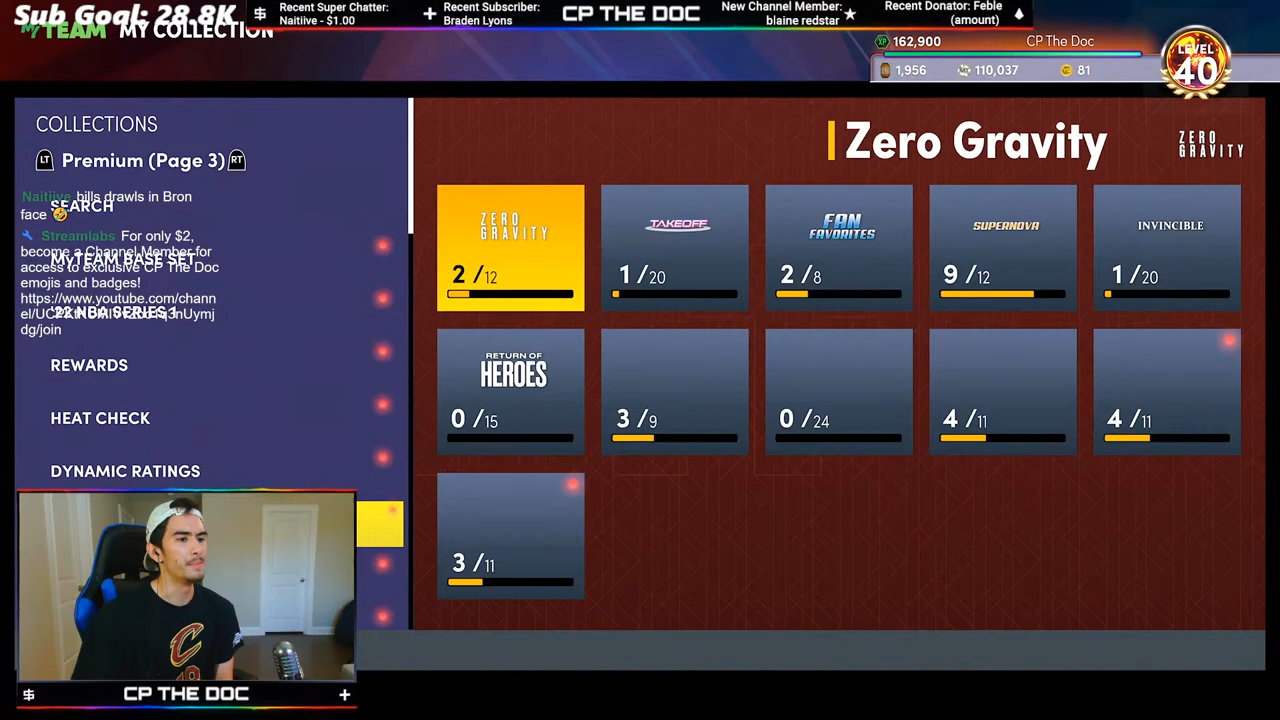 Sub Goal: 28.8K
Recent Super Chatter:
Naitiive - $1.00
Recent Subscriber:
Braden Lyons
CP THE DOC
New Channel Member:
blaine redstar
Recent Donator: Feble
(amount)
MY TEAM MY COLLECTION
XP 162,900
CP The Doc
1,956
110,037
81
LEVEL
40
COLLECTIONS
LT Premium (Page 3) RT
Naitiive bills drawls in Bron
face
SEARCH
Streamlabs For only $2,
become a Channel Member for
access to exclusive CP The Doc
emojis and badges!
https://www.youtube.com/chann
dg/join
MyTEAM BASE SET
'22 NBA SERIES 1
REWARDS
HEAT CHECK
DYNAMIC RATINGS
Zero Gravity
ZERO
GRAVITY
ZERO
GRAVITY
2/12
TAKEOFF
1/20
FAN
FAVORITES
2/8
SUPERNOVA
9/12
INVINCIBLE
1/20
RETURN OF
HEROES
0/15
3/9
0/24
4/11
4/11
3/11
C
CP THE DOC